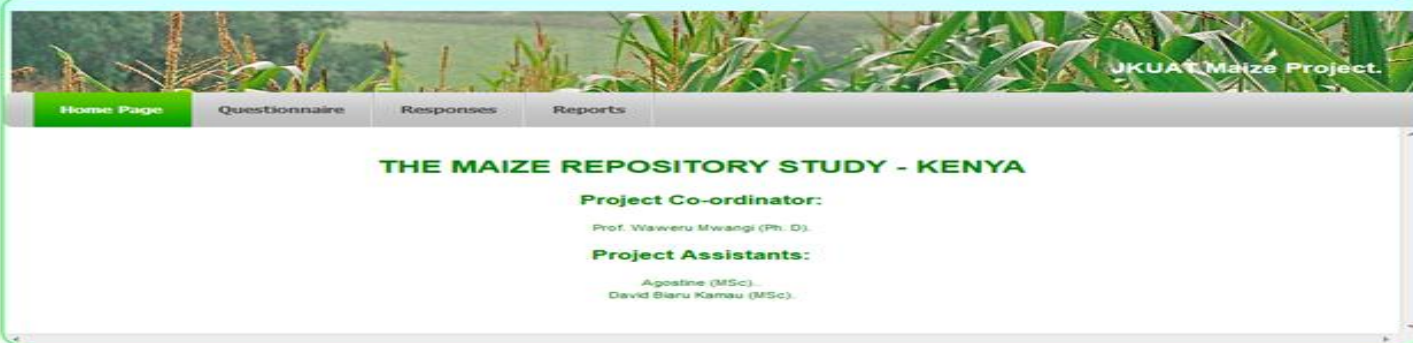 JKUAT Maize Project.
Home Page Questionnaire Responses Reports
THE MAIZE REPOSITORY STUDY - KENYA
Project Co-ordinator:
Prof. Waweru Mwangi (Ph. D).
Project Assistants:
Agostine (MSc)..
David Biaru Kamau (MSc).